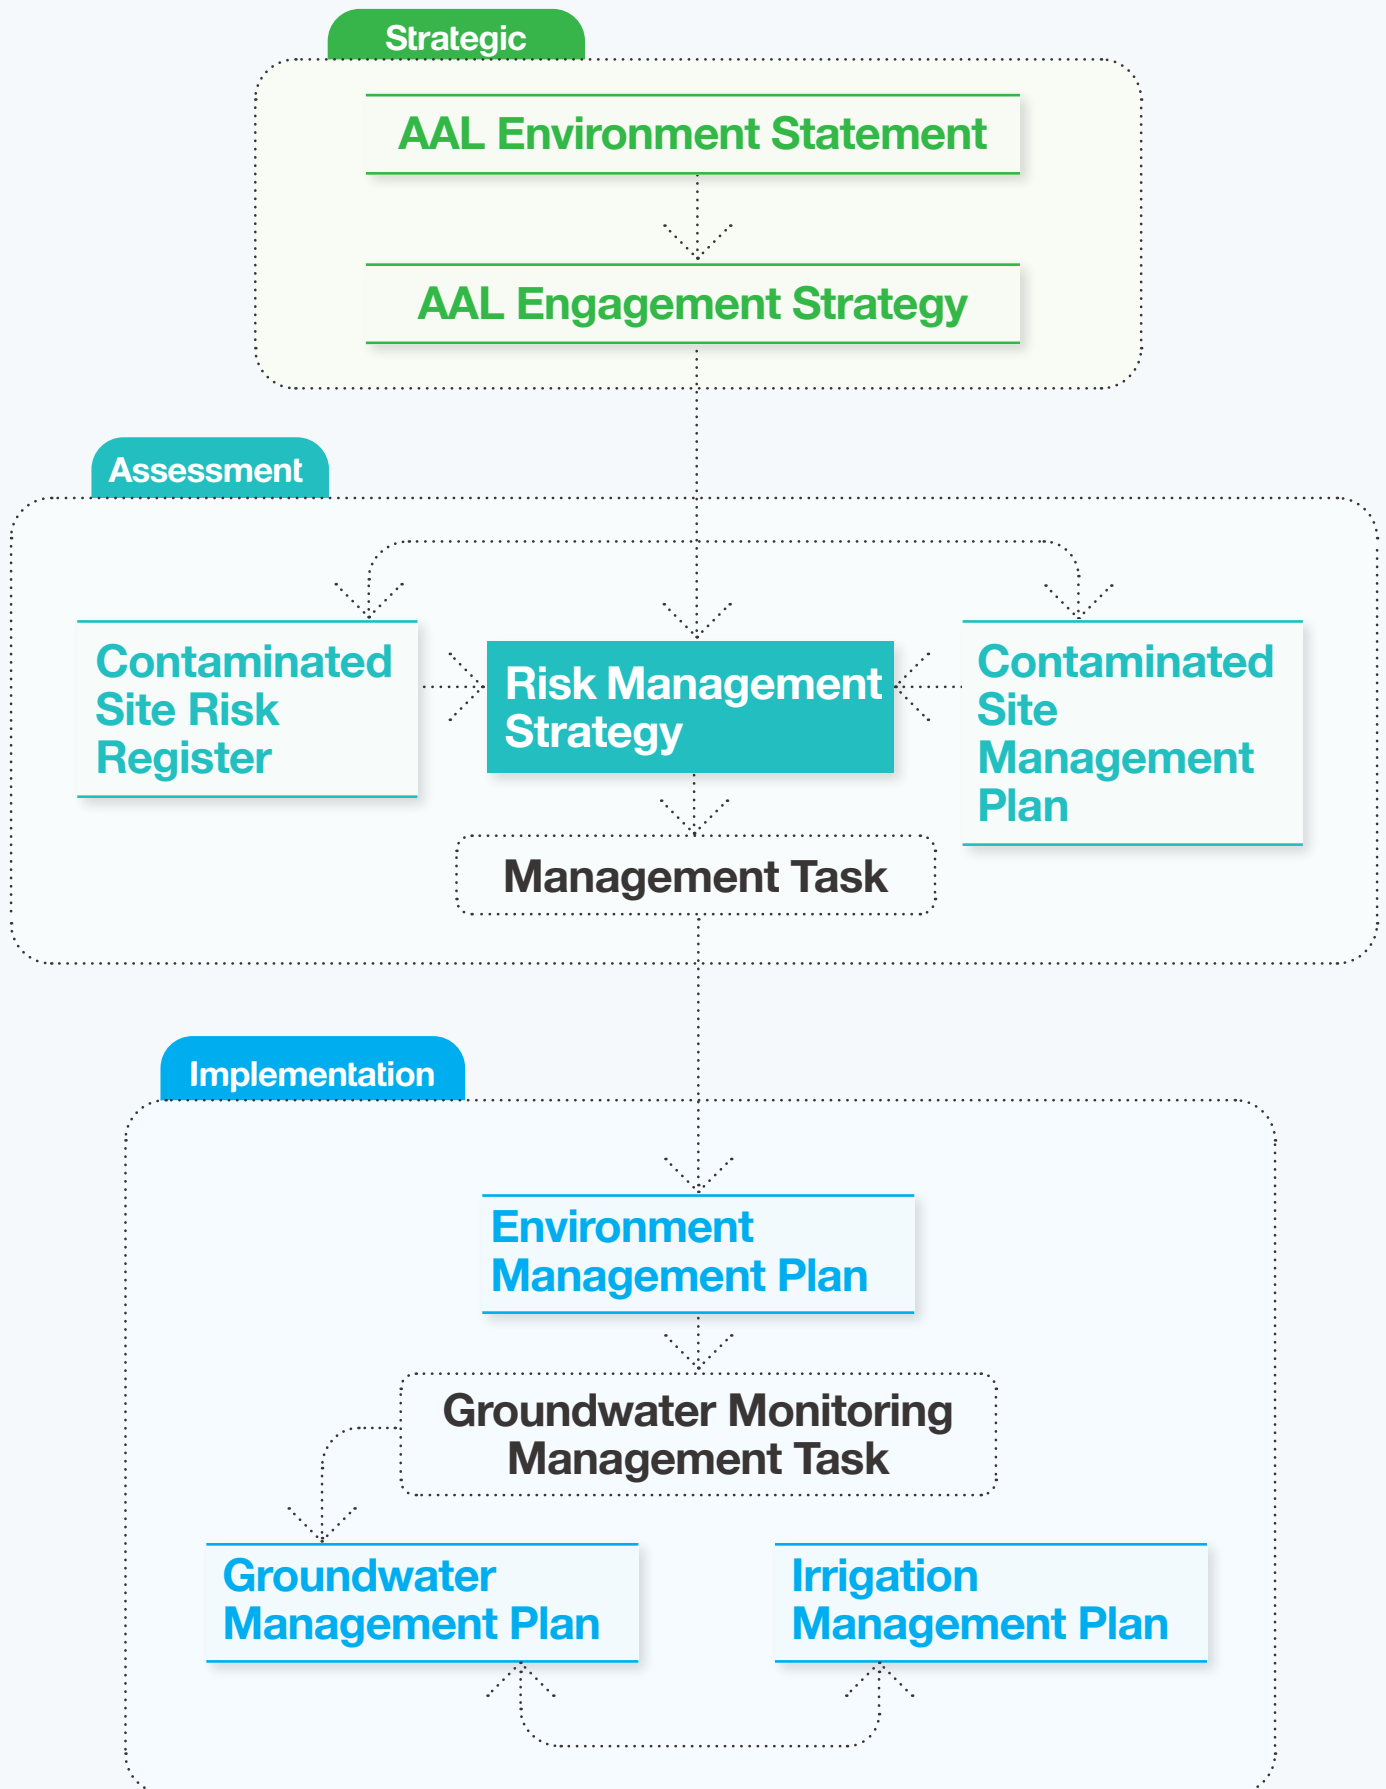 Strategic
AAL Environment Statement
AAL Engagement Strategy
Assessment
Contaminated
Site Risk
Register
Risk Management
Strategy
Contaminated
Site
Management
Plan
Management Task
Implementation
Environment
Management Plan
Groundwater Monitoring
Management Task
Groundwater
Management Plan
Irrigation
Management Plan